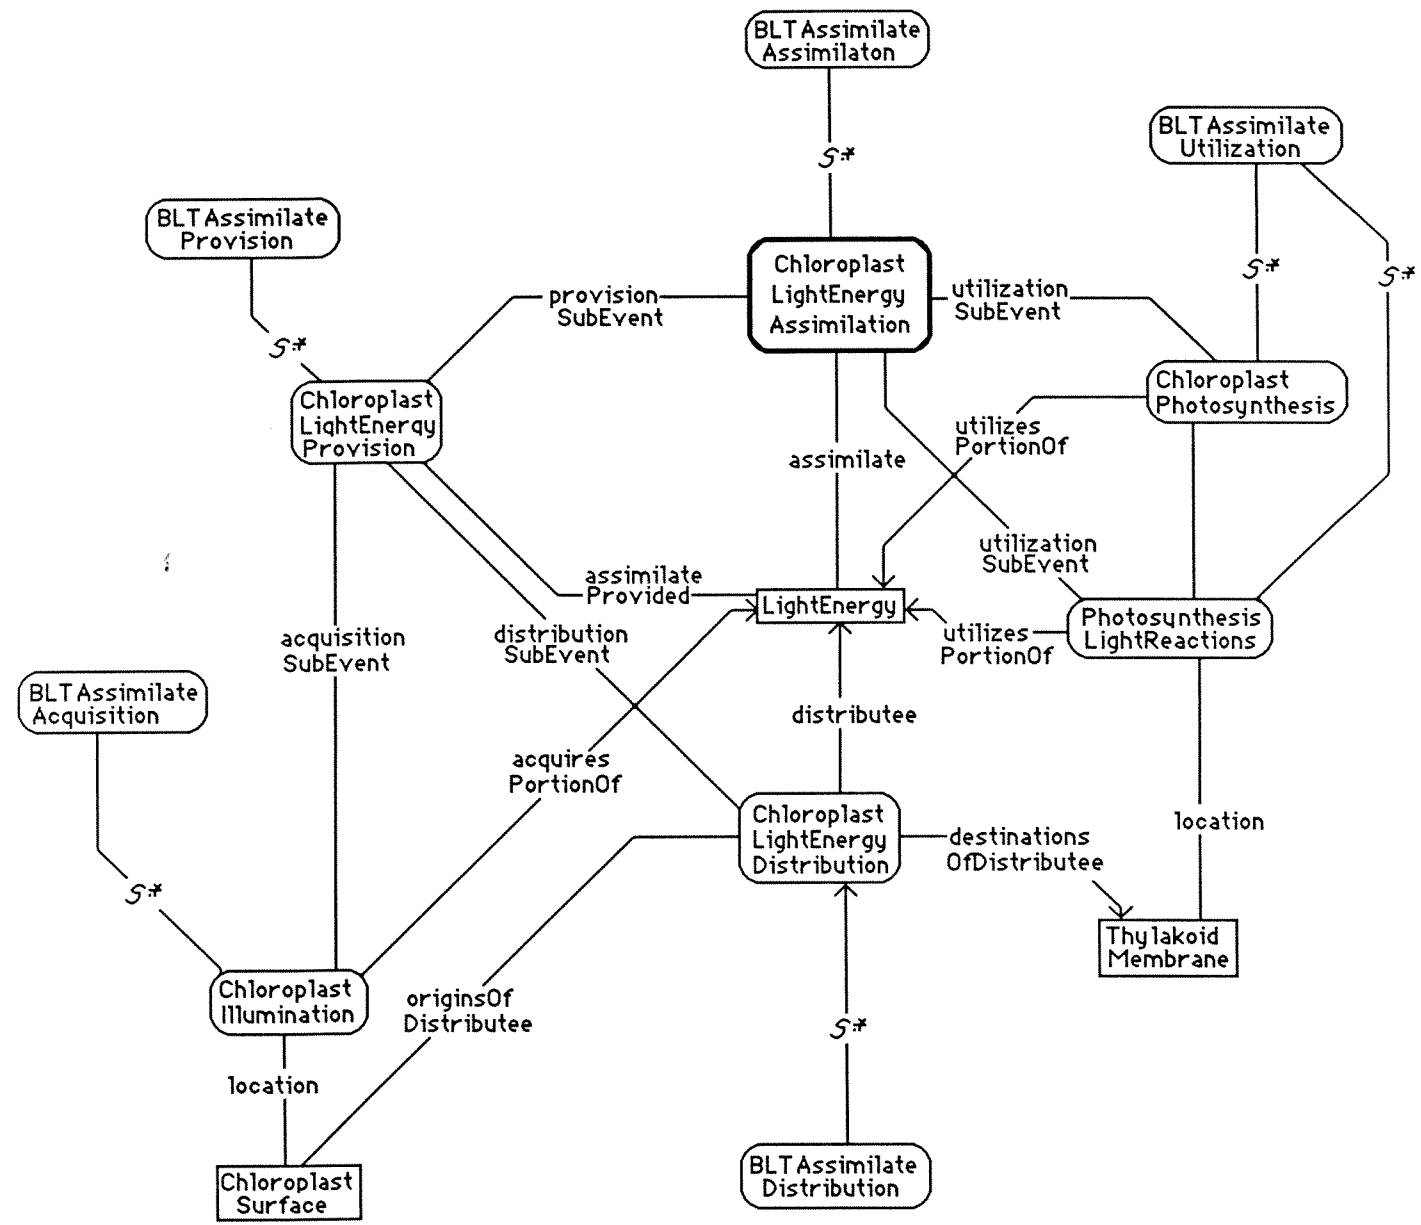 BLTAssimilate
Assimilaton
S:*
BLTAssimilate
Utilization
S:*
S:*
BLTAssimilate
Provision
S:*
Chloroplast
LightEnergy
Assimilation
provision
SubEvent
utilization
SubEvent
Chloroplast
LightEnergy
Provision
Chloroplast
Photosynthesis
utilizes
PortionOf
assimilate
utilization
SubEvent
assimilate
Provided
LightEnergy
Photosynthesis
LightReactions
utilizes
PortionOf
acquisition
SubEvent
distribution
SubEvent
BLTAssimilate
Acquisition
S:*
distributee
acquires
PortionOf
Chloroplast
LightEnergy
Distribution
destinations
OfDistributee
location
Thylakoid
Membrane
Chloroplast
Illumination
originsOf
Distributee
S:*
location
Chloroplast
Surface
BLTAssimilate
Distribution